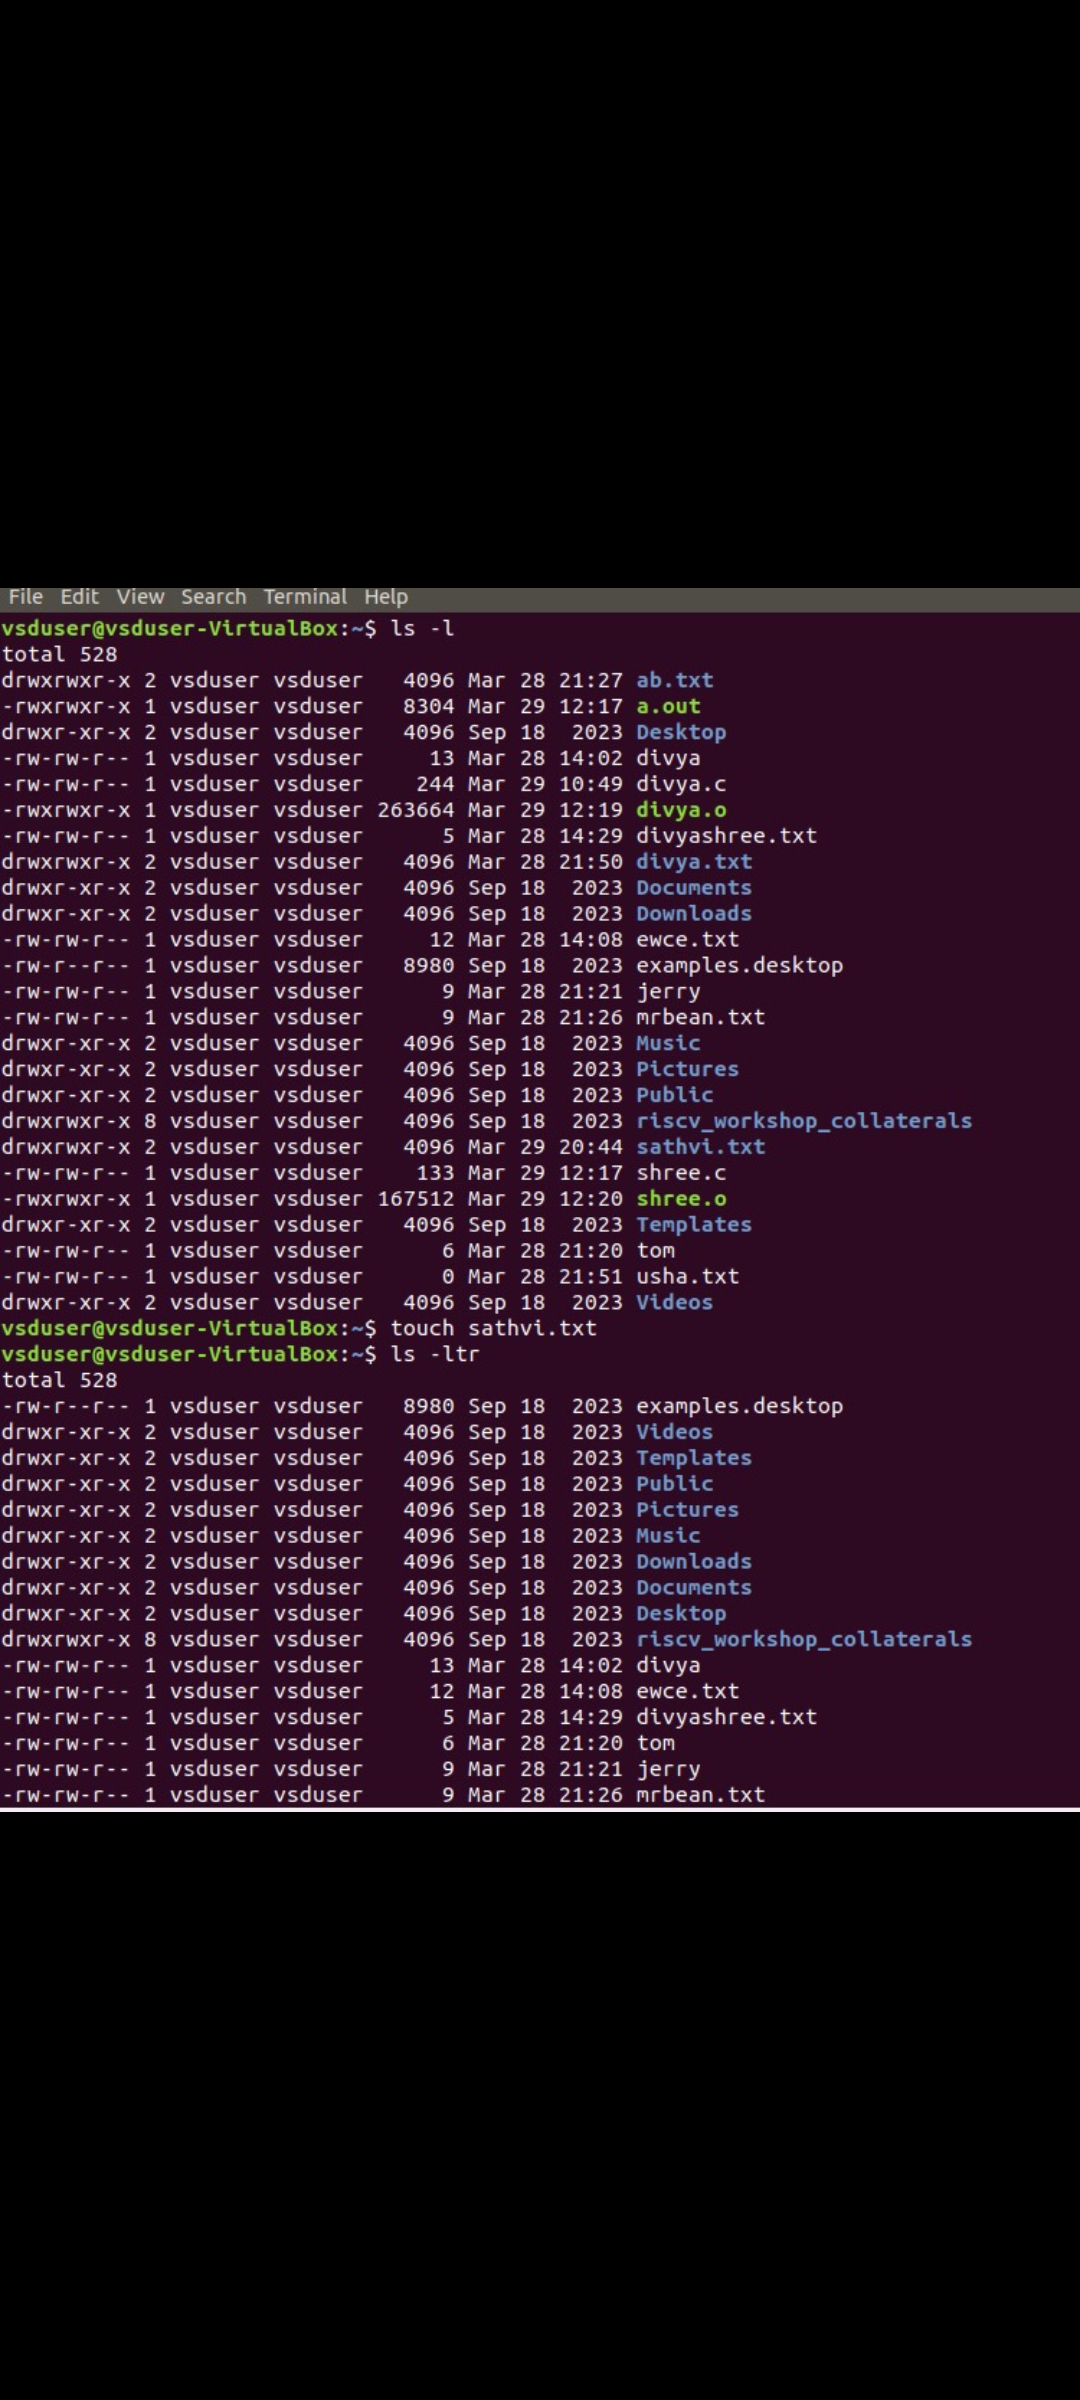 File Edit View Search Terminal Help
vsduser@vsduser-VirtualBox:~$ ls -l
total 528
drwxrwxr-x 2 vsduser vsduser   4096 Mar 28 21:27 ab.txt
-rwxrwxr-x 1 vsduser vsduser   8304 Mar 29 12:17 a.out
drwxr-xr-x 2 vsduser vsduser   4096 Sep 18  2023 Desktop
-rw-rw-r-- 1 vsduser vsduser     13 Mar 28 14:02 divya
-rw-rw-r-- 1 vsduser vsduser    244 Mar 29 10:49 divya.c
-rwxrwxr-x 1 vsduser vsduser 263664 Mar 29 12:19 divya.o
-rw-rw-r-- 1 vsduser vsduser      5 Mar 28 14:29 divyashree.txt
drwxrwxr-x 2 vsduser vsduser   4096 Mar 28 21:50 divya.txt
drwxr-xr-x 2 vsduser vsduser   4096 Sep 18  2023 Documents
drwxr-xr-x 2 vsduser vsduser   4096 Sep 18  2023 Downloads
-rw-rw-r-- 1 vsduser vsduser     12 Mar 28 14:08 ewce.txt
-rw-r--r-- 1 vsduser vsduser   8980 Sep 18  2023 examples.desktop
-rw-rw-r-- 1 vsduser vsduser      9 Mar 28 21:21 jerry
-rw-rw-r-- 1 vsduser vsduser      9 Mar 28 21:26 mrbean.txt
drwxr-xr-x 2 vsduser vsduser   4096 Sep 18  2023 Music
drwxr-xr-x 2 vsduser vsduser   4096 Sep 18  2023 Pictures
drwxr-xr-x 2 vsduser vsduser   4096 Sep 18  2023 Public
drwxrwxr-x 8 vsduser vsduser   4096 Sep 18  2023 riscv_workshop_collaterals
drwxrwxr-x 2 vsduser vsduser   4096 Mar 29 20:44 sathvi.txt
-rw-rw-r-- 1 vsduser vsduser    133 Mar 29 12:17 shree.c
-rwxrwxr-x 1 vsduser vsduser 167512 Mar 29 12:20 shree.o
drwxr-xr-x 2 vsduser vsduser   4096 Sep 18  2023 Templates
-rw-rw-r-- 1 vsduser vsduser      6 Mar 28 21:20 tom
-rw-rw-r-- 1 vsduser vsduser      0 Mar 28 21:51 usha.txt
drwxr-xr-x 2 vsduser vsduser   4096 Sep 18  2023 Videos
vsduser@vsduser-VirtualBox:~$ touch sathvi.txt
vsduser@vsduser-VirtualBox:~$ ls -ltr
total 528
-rw-r--r-- 1 vsduser vsduser   8980 Sep 18  2023 examples.desktop
drwxr-xr-x 2 vsduser vsduser   4096 Sep 18  2023 Videos
drwxr-xr-x 2 vsduser vsduser   4096 Sep 18  2023 Templates
drwxr-xr-x 2 vsduser vsduser   4096 Sep 18  2023 Public
drwxr-xr-x 2 vsduser vsduser   4096 Sep 18  2023 Pictures
drwxr-xr-x 2 vsduser vsduser   4096 Sep 18  2023 Music
drwxr-xr-x 2 vsduser vsduser   4096 Sep 18  2023 Downloads
drwxr-xr-x 2 vsduser vsduser   4096 Sep 18  2023 Documents
drwxr-xr-x 2 vsduser vsduser   4096 Sep 18  2023 Desktop
drwxrwxr-x 8 vsduser vsduser   4096 Sep 18  2023 riscv_workshop_collaterals
-rw-rw-r-- 1 vsduser vsduser     13 Mar 28 14:02 divya
-rw-rw-r-- 1 vsduser vsduser     12 Mar 28 14:08 ewce.txt
-rw-rw-r-- 1 vsduser vsduser      5 Mar 28 14:29 divyashree.txt
-rw-rw-r-- 1 vsduser vsduser      6 Mar 28 21:20 tom
-rw-rw-r-- 1 vsduser vsduser      9 Mar 28 21:21 jerry
-rw-rw-r-- 1 vsduser vsduser      9 Mar 28 21:26 mrbean.txt